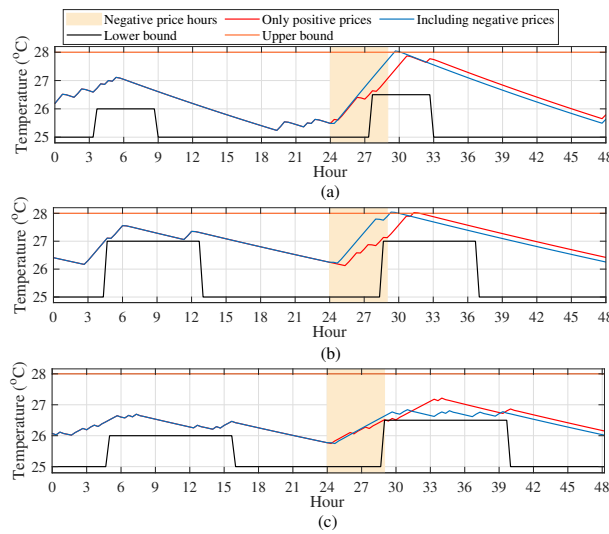 Negative price hours Only positive prices Including negative prices
Lower bound Upper bound
Temperature (°C)
28
27
26
25
0 3 6 9 12 15 18 21 24 27 30 33 36 39 42 45 48
Hour
(a)
Temperature (°C)
28
27
26
25
0 3 6 9 12 15 18 21 24 27 30 33 36 39 42 45 48
Hour
(b)
Temperature (°C)
28
27
26
25
0 3 6 9 12 15 18 21 24 27 30 33 36 39 42 45 48
Hour
(c)